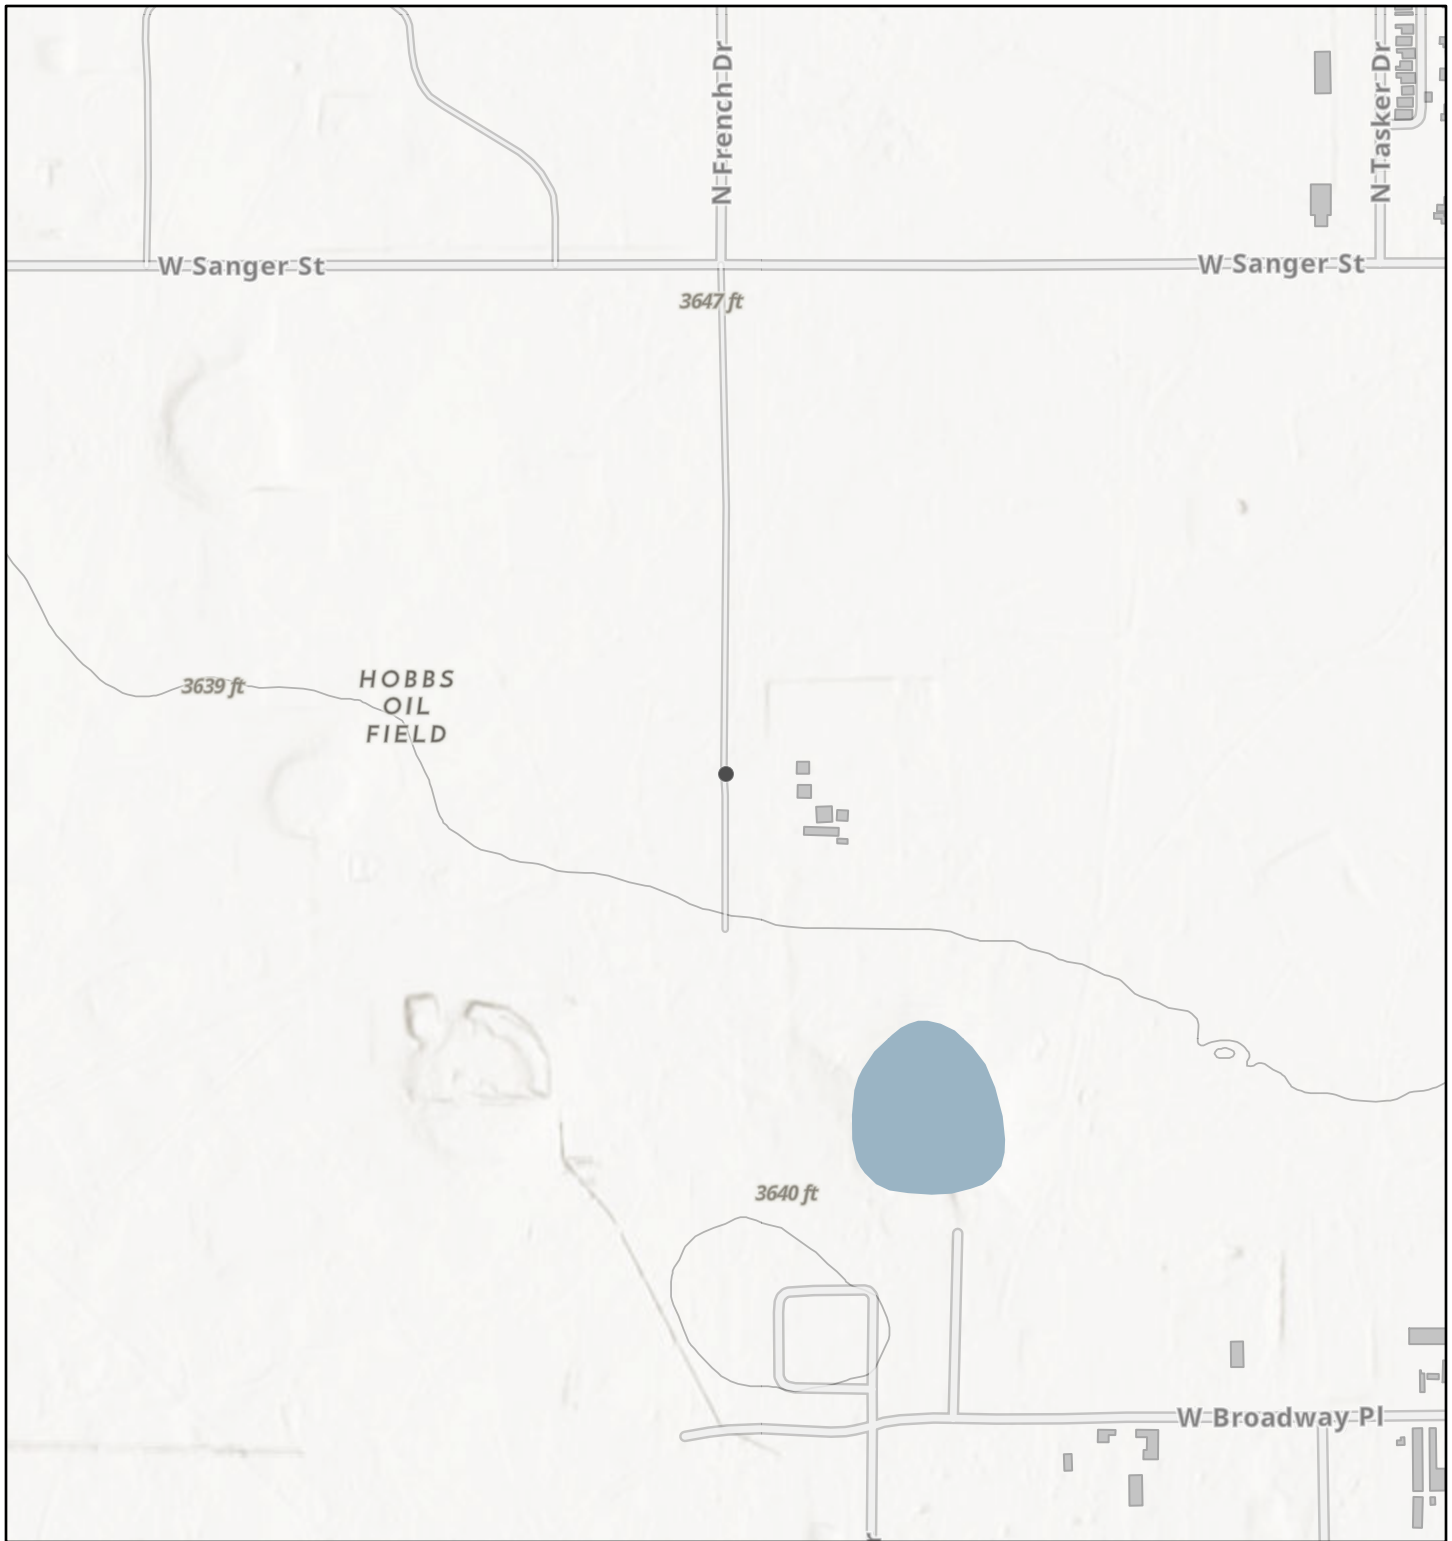 N French Dr
N Tasker Dr
W Sanger St
W Sanger St
3647 ft
3639 ft
HOBBS
OIL
FIELD
3640 ft
W Broadway Pl